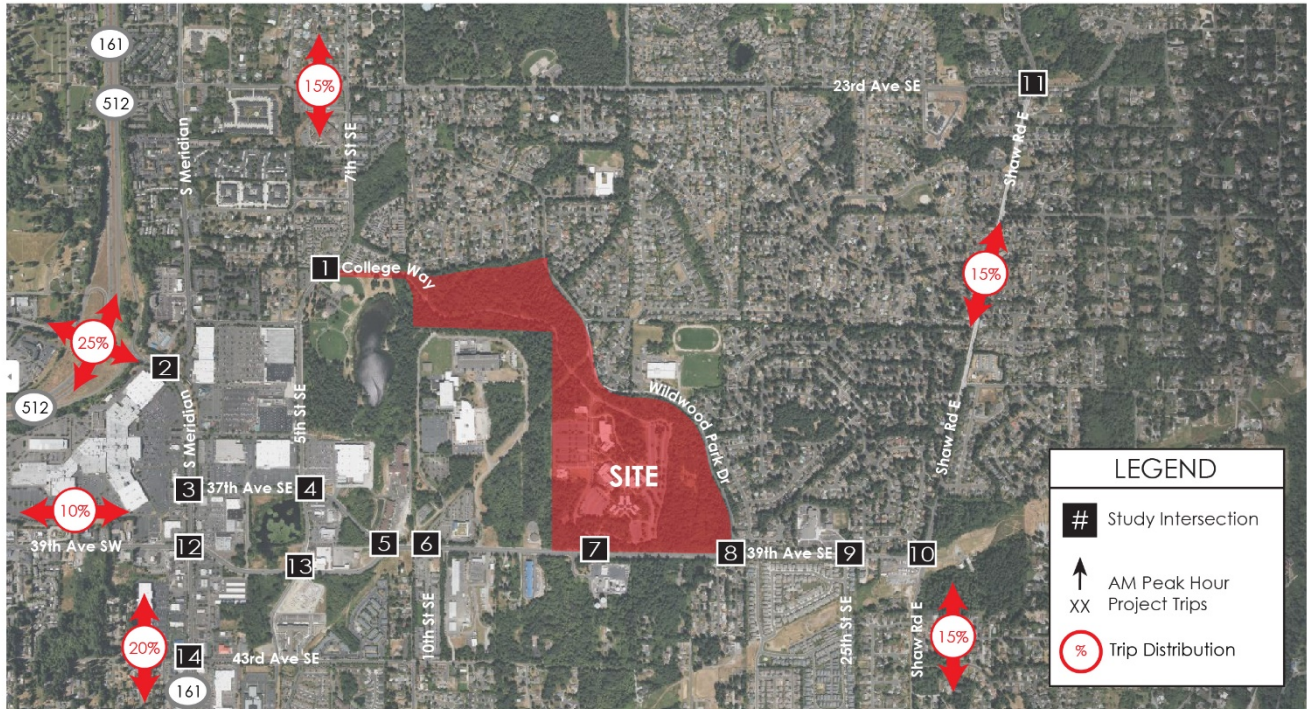 161
512
S Meridian
15%
7th St SE
23rd Ave SE
11
Shaw Rd E
1
College Way
15%
25%
2
512
S Meridian
5th St SE
Wildwood Park Dr
Shaw Rd E
SITE
3
37th Ave SE
4
10%
39th Ave SW
12
13
5
6
7
8
39th Ave SE
9
10
10th St SE
25th St SE
Shaw Rd E
15%
20%
14
43rd Ave SE
161
LEGEND
# Study Intersection
AM Peak Hour
XX Project Trips
% Trip Distribution